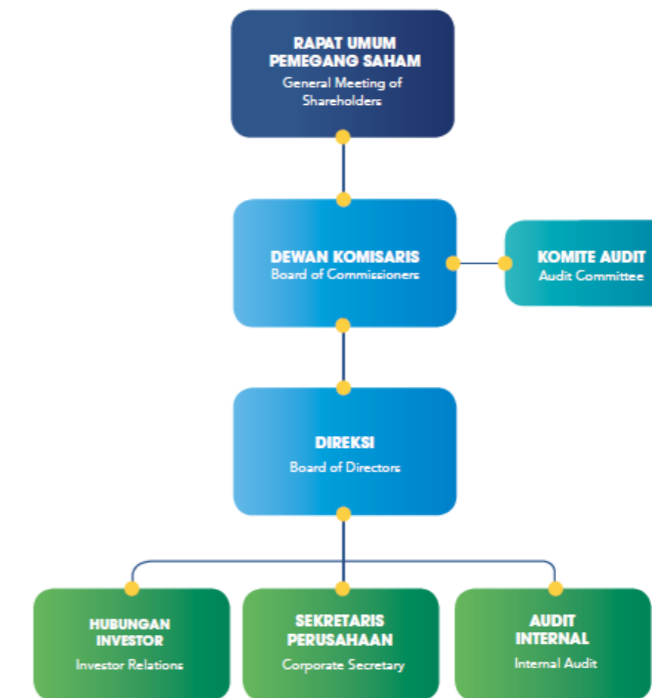 RAPAT UMUM
PEMEGANG SAHAM
General Meeting of
Shareholders
DEWAN KOMISARIS
Board of Commissioners
KOMITE AUDIT
Audit Committee
DIREKSI
Board of Directors
HUBUNGAN
INVESTOR
Investor Relations
SEKRETARIS
PERUSAHAAN
Corporate Secretary
AUDIT
INTERNAL
Internal Audit